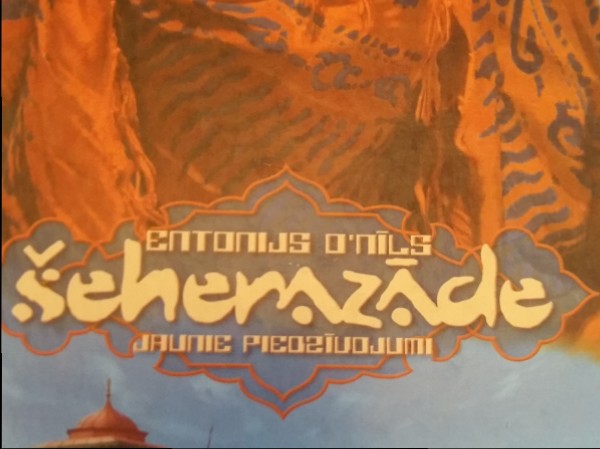 ENTONIJS O'NĪLS
Šeherazāde
JAUNIE PIEDZĪVOJUMI